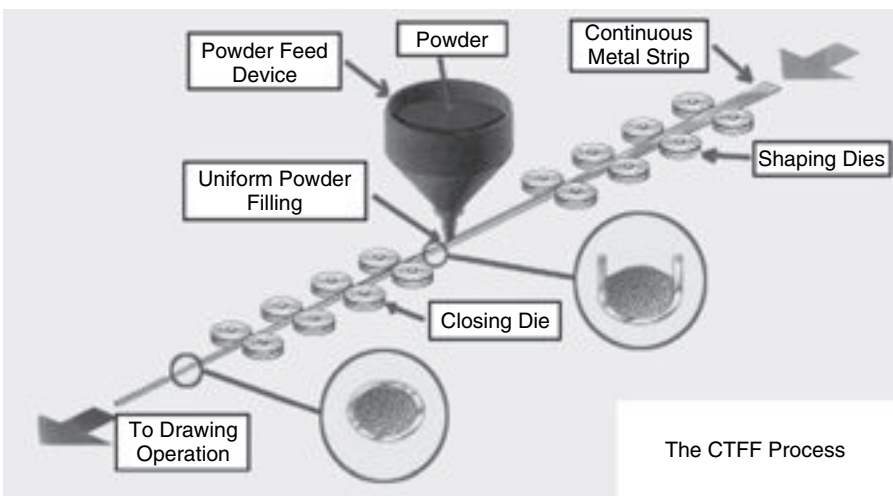 Powder Feed
Device
Powder
Continuous
Metal Strip
Shaping Dies
Uniform Powder
Filling
Closing Die
To Drawing
Operation
The CTFF Process